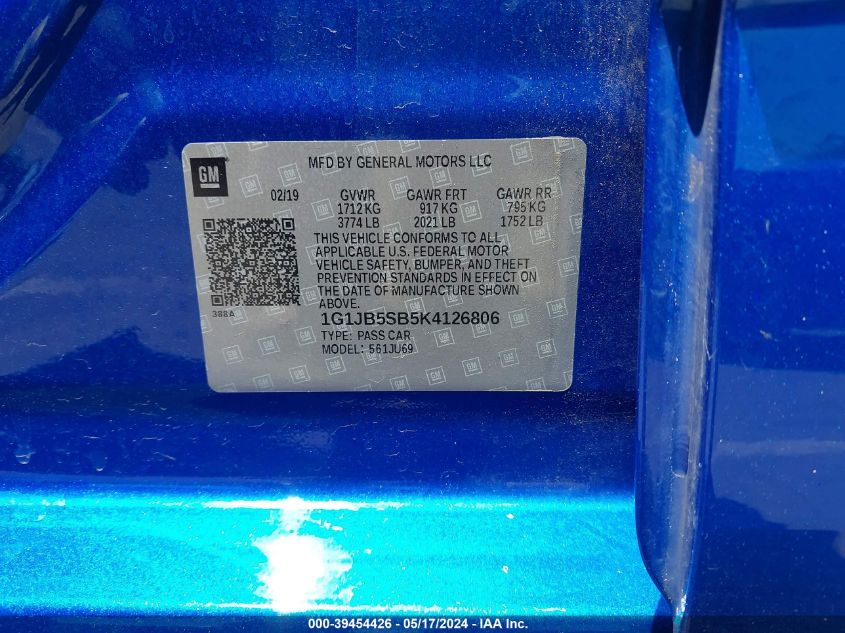 GM
MFD BY GENERAL MOTORS LLC
02/19 GVWR GAWR FRT GAWR RR
1712 KG 917 KG 795 KG
3774 LB 2021 LB 1752 LB
THIS VEHICLE CONFORMS TO ALL
APPLICABLE U.S. FEDERAL MOTOR
VEHICLE SAFETY, BUMPER, AND THEFT
PREVENTION STANDARDS IN EFFECT ON
THE DATE OF MANUFACTURE SHOWN
ABOVE.
388A
1G1JB5SB5K4126806
TYPE: PASS CAR
MODEL: 561JU69
000-39454426 - 05/17/2024 - IAA Inc.